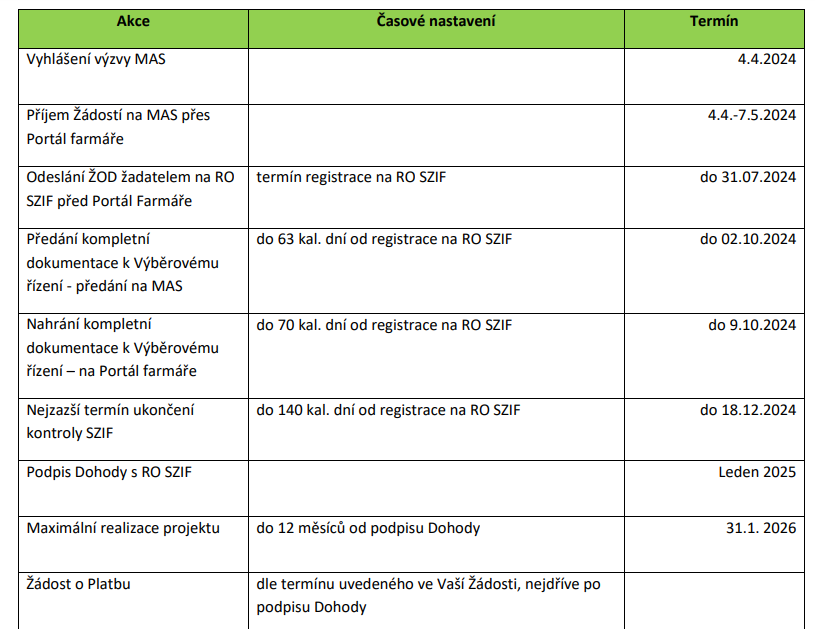 Akce Časové nastavení Termín
Vyhlášení výzvy MAS 4.4.2024
Příjem Žádostí na MAS přes 4.4.-7.5.2024
Portál farmáře
Odeslání ŽOD žadatelem na RO termín registrace na RO SZIF do 31.07.2024
SZIF před Portál Farmáře
Předání kompletní do 63 kal. dní od registrace na RO SZIF do 02.10.2024
dokumentace k Výběrovému
řízení - předání na MAS
Nahrání kompletní do 70 kal. dní od registrace na RO SZIF do 9.10.2024
dokumentace k Výběrovému
řízení – na Portál farmáře
Nejzazší termín ukončení do 140 kal. dní od registrace na RO SZIF do 18.12.2024
kontroly SZIF
Podpis Dohody s RO SZIF Leden 2025
Maximální realizace projektu do 12 měsíců od podpisu Dohody 31.1. 2026
Žádost o Platbu dle termínu uvedeného ve Vaší Žádosti, nejdříve po
podpisu Dohody